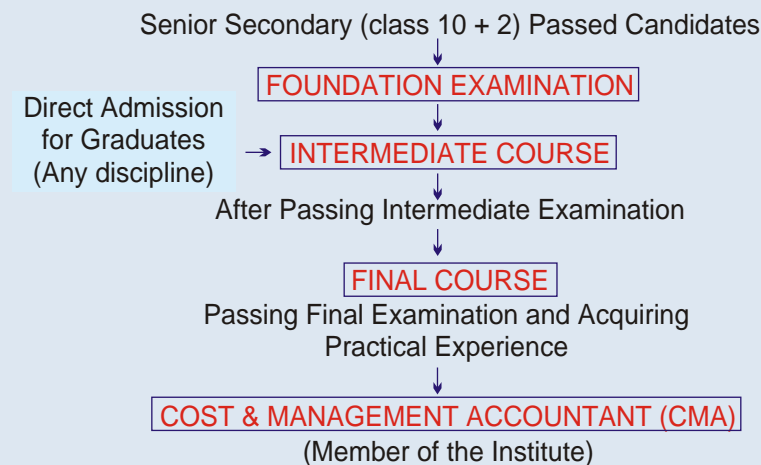 Senior Secondary (class 10 + 2) Passed Candidates
FOUNDATION EXAMINATION
Direct Admission
for Graduates
(Any discipline)
INTERMEDIATE COURSE
After Passing Intermediate Examination
FINAL COURSE
Passing Final Examination and Acquiring
Practical Experience
COST & MANAGEMENT ACCOUNTANT (CMA)
(Member of the Institute)